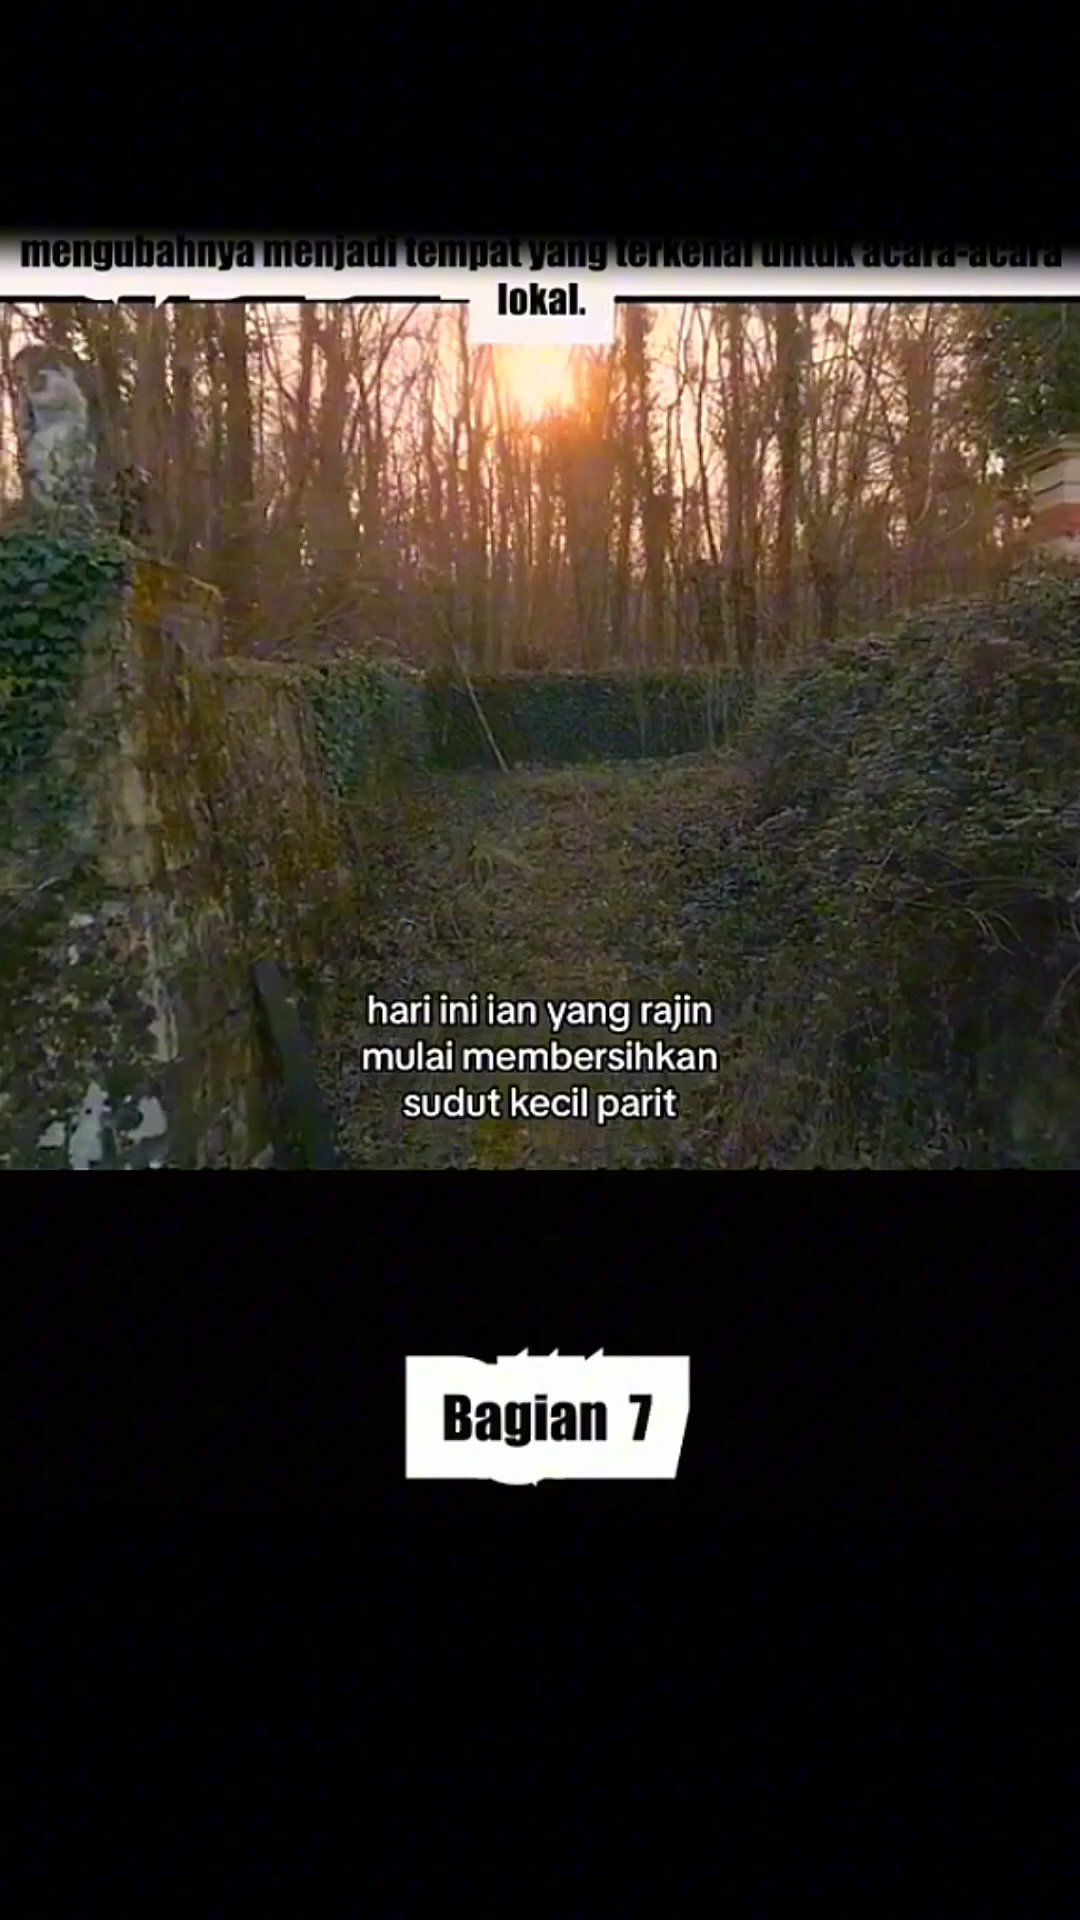 mengubahnya menjadi tempat yang terkenal untuk acara-acara
lokal.
hari ini ian yang rajin
mulai membersihkan
sudut kecil parit
Bagian 7